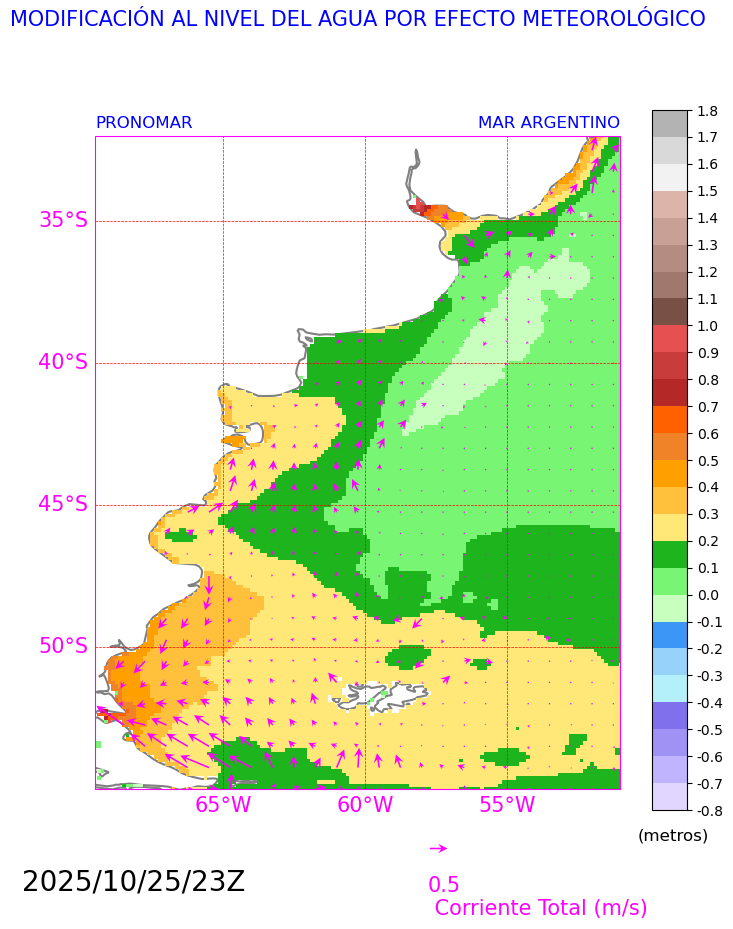 MODIFICACIÓN AL NIVEL DEL AGUA POR EFECTO METEOROLÓGICO
PRONOMAR MAR ARGENTINO
35°S
40°S
45°S
50°S
65°W 60°W 55°W
1.8
1.7
1.6
1.5
1.4
1.3
1.2
1.1
1.0
0.9
0.8
0.7
0.6
0.5
0.4
0.3
0.2
0.1
0.0
-0.1
-0.2
-0.3
-0.4
-0.5
-0.6
-0.7
-0.8
(metros)
2025/10/25/23Z
0.5
Corriente Total (m/s)